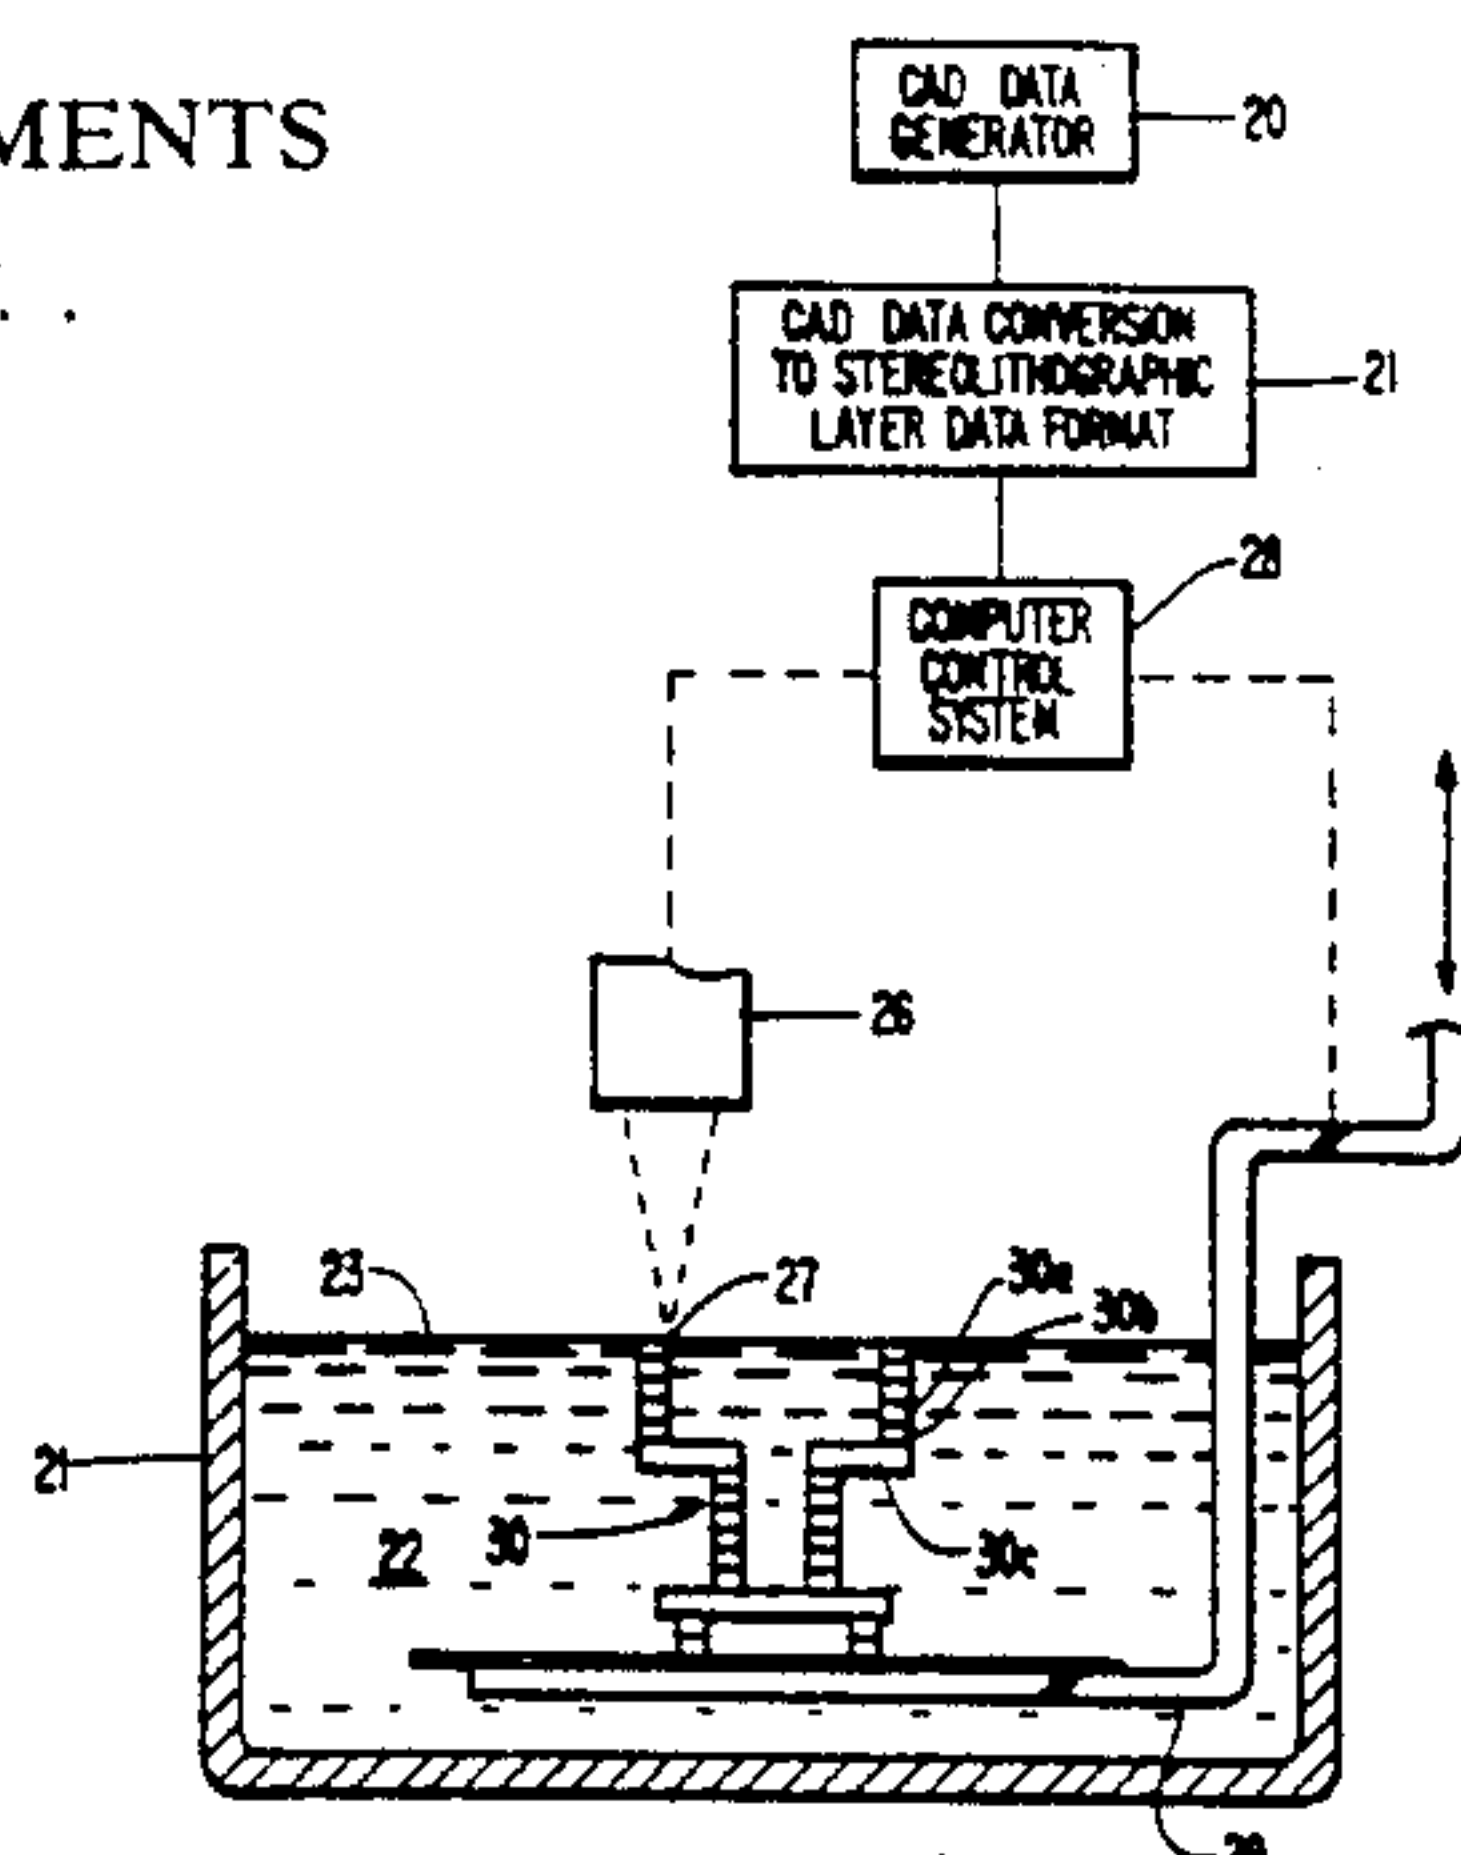 MENTS
. .
CAD DATA
GENERATOR
20
CAD DATA CONVERSION
TO STEREOLITHOGRAPHIC
LAYER DATA FORMAT
21
28
COMPUTER
CONTROL
SYSTEM
26
23
27
30a
30b
21
22
30
30c